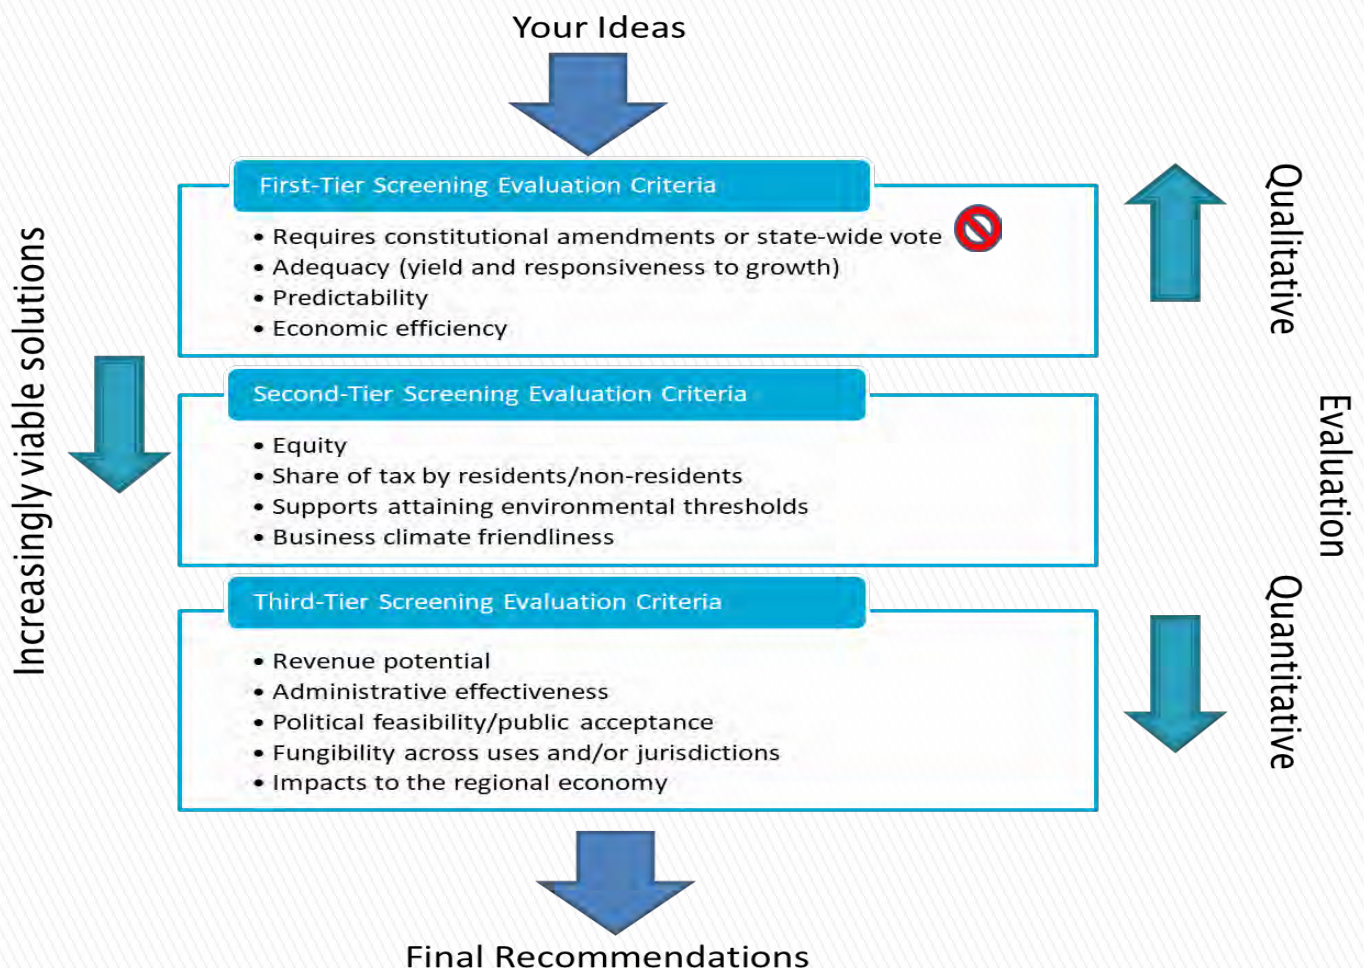 Your Ideas
First-Tier Screening Evaluation Criteria
• Requires constitutional amendments or state-wide vote
• Adequacy (yield and responsiveness to growth)
• Predictability
• Economic efficiency
Second-Tier Screening Evaluation Criteria
• Equity
• Share of tax by residents/non-residents
• Supports attaining environmental thresholds
• Business climate friendliness
Third-Tier Screening Evaluation Criteria
• Revenue potential
• Administrative effectiveness
• Political feasibility/public acceptance
• Fungibility across uses and/or jurisdictions
• Impacts to the regional economy
Final Recommendations
Increasingly viable solutions
Qualitative
Evaluation
Quantitative